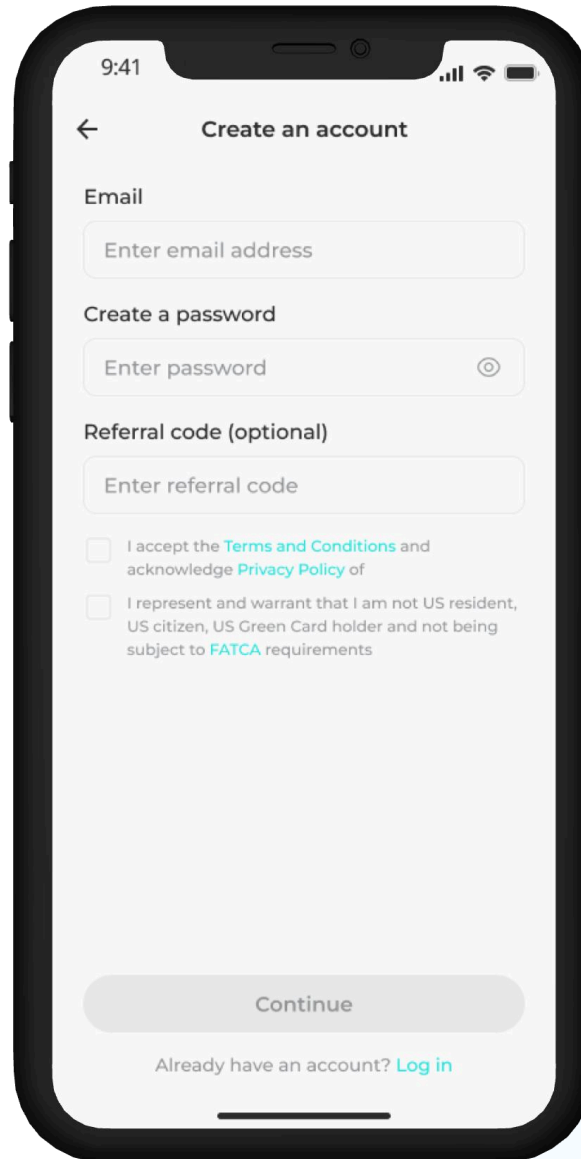 9:41
Create an account
Email
Enter email address
Create a password
Enter password
Referral code (optional)
Enter referral code
I accept the Terms and Conditions and
acknowledge Privacy Policy of
I represent and warrant that I am not US resident,
US citizen, US Green Card holder and not being
subject to FATCA requirements
Continue
Already have an account? Log in